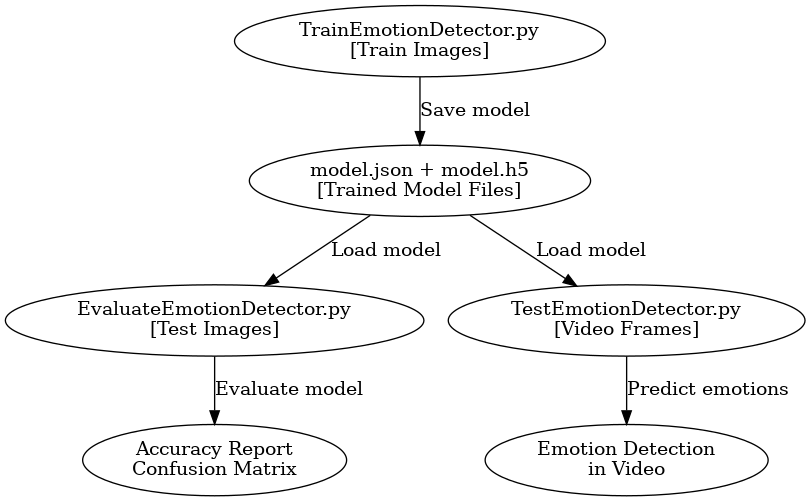 TrainEmotionDetector.py
[Train Images]
Save model
model.json + model.h5
[Trained Model Files]
Load model
Load model
EvaluateEmotionDetector.py
[Test Images]
TestEmotionDetector.py
[Video Frames]
Evaluate model
Predict emotions
Accuracy Report
Confusion Matrix
Emotion Detection
in Video